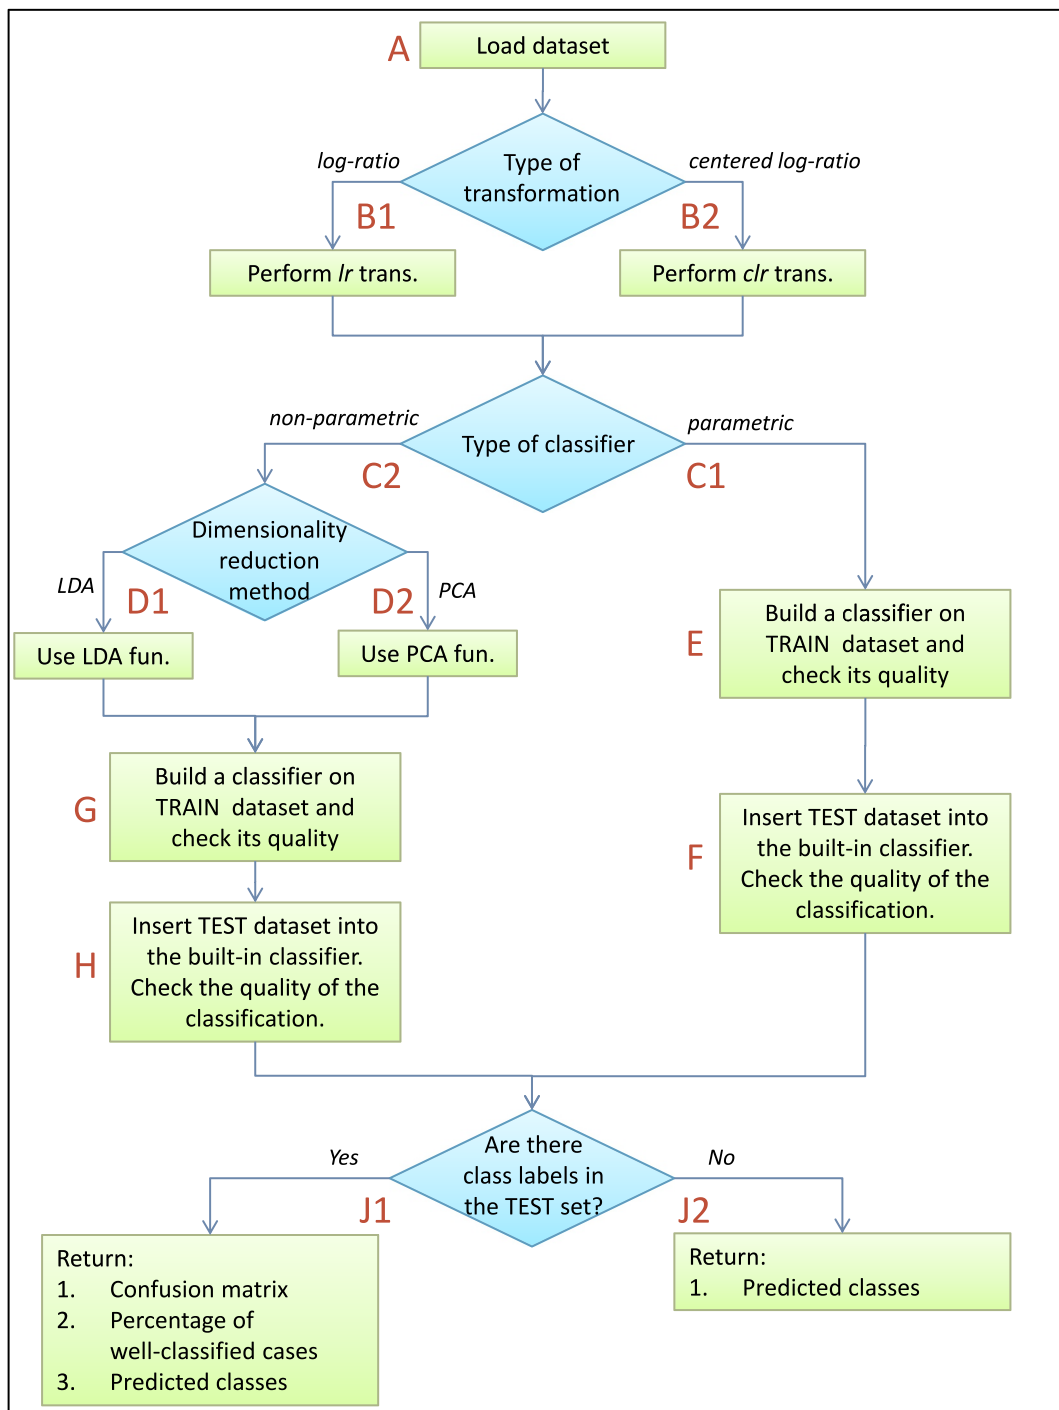 A
Load dataset
log-ratio
Type of
transformation
centered log-ratio
B1
B2
Perform lr trans.
Perform clr trans.
non-parametric
Type of classifier
parametric
C2
C1
Dimensionality
reduction
method
LDA
D1
D2
PCA
Use LDA fun.
Use PCA fun.
E
Build a classifier on
TRAIN dataset and
check its quality
G
Build a classifier on
TRAIN dataset and
check its quality
F
Insert TEST dataset into
the built-in classifier.
Check the quality of the
classification.
H
Insert TEST dataset into
the built-in classifier.
Check the quality of the
classification.
Yes
Are there
class labels in
the TEST set?
No
J1
J2
Return:
1. Confusion matrix
2. Percentage of
well-classified cases
3. Predicted classes
Return:
1. Predicted classes